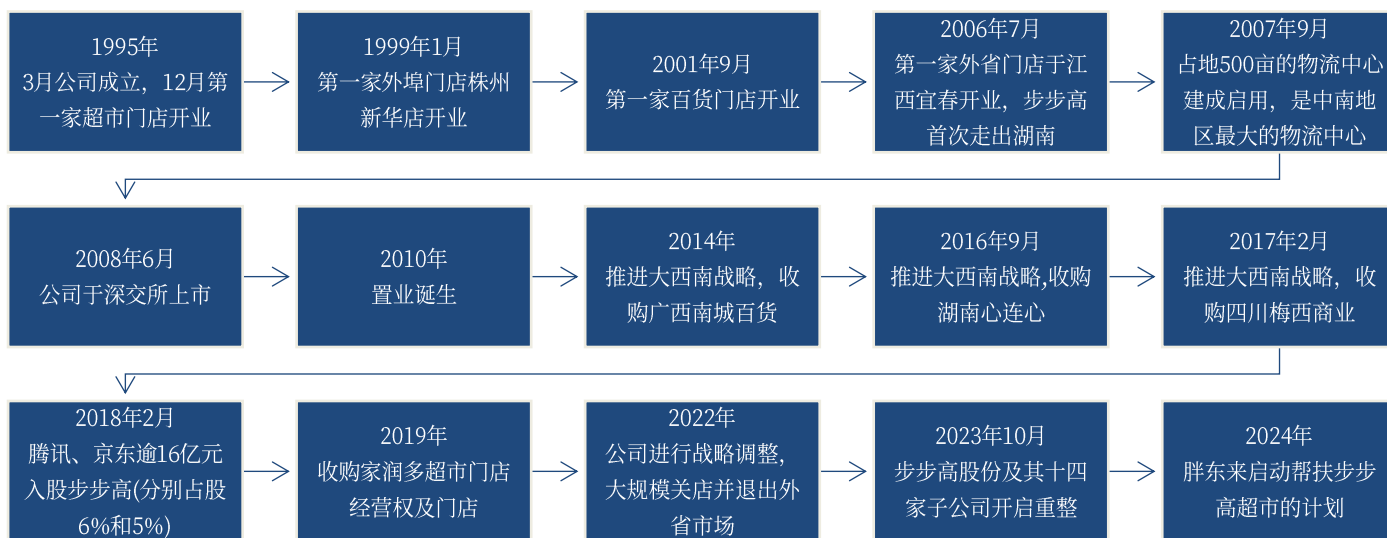 1995年
3月公司成立，12月第
一家超市门店开业
1999年1月
第一家外埠门店株州
新华店开业
2001年9月
第一家百货门店开业
2006年7月
第一家外省门店于江
西宜春开业，步步高
首次走出湖南
2007年9月
占地500亩的物流中心
建成启用，是中南地
区最大的物流中心
2008年6月
公司于深交所上市
2010年
置业诞生
2014年
推进大西南战略，收
购广西南城百货
2016年9月
推进大西南战略,收购
湖南心连心
2017年2月
推进大西南战略，收
购四川梅西商业
2018年2月
腾讯、京东逾16亿元
入股步步高(分别占股
6%和5%)
2019年
收购家润多超市门店
经营权及门店
2022年
公司进行战略调整，
大规模关店并退出外
省市场
2023年10月
步步高股份及其十四
家子公司开启重整
2024年
胖东来启动帮扶步步
高超市的计划